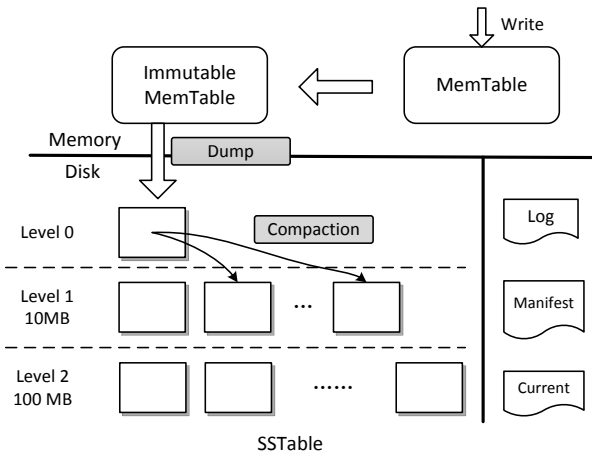 Write
Immutable
MemTable
MemTable
Memory
Dump
Disk
Level 0
Compaction
Log
Level 1
10MB
...
Manifest
Level 2
100 MB
......
Current
SSTable